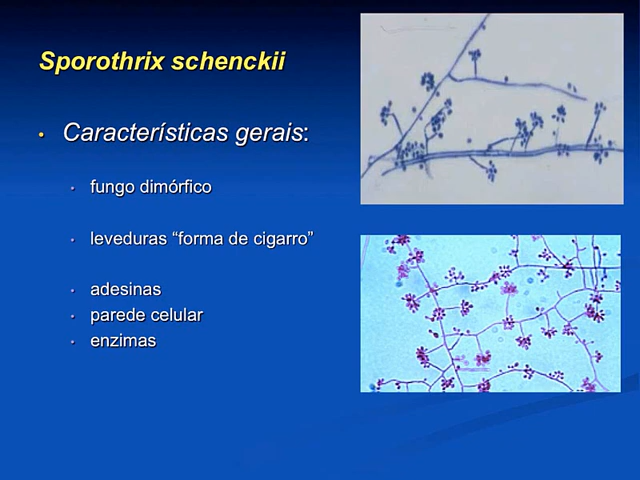 Sporothrix schenckii
• Características gerais:
• fungo dimórfico
• leveduras “forma de cigarro”
• adesinas
• parede celular
• enzimas